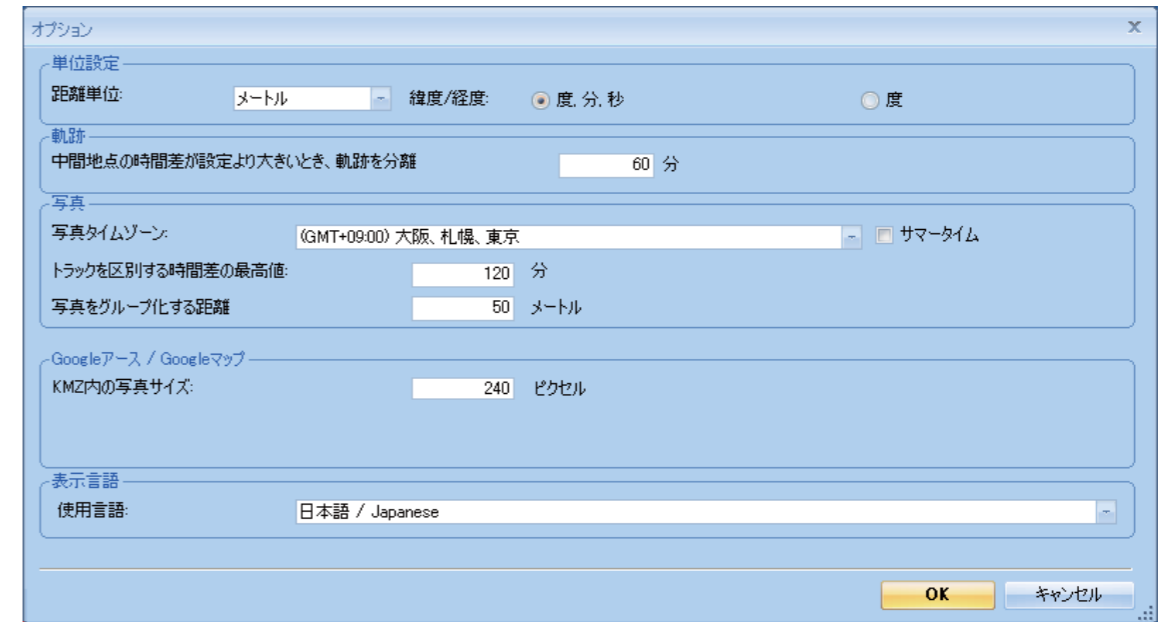 オプション
単位設定
距離単位: メートル 緯度/経度: 度, 分, 秒 度
軌跡
中間地点の時間差が設定より大きいとき、軌跡を分離 60 分
写真
写真タイムゾーン: (GMT+09:00) 大阪、札幌、東京 サマータイム
トラックを区別する時間差の最高値: 120 分
写真をグループ化する距離 50 メートル
Googleアース / Googleマップ
KMZ内の写真サイズ: 240 ピクセル
表示言語
使用言語: 日本語 / Japanese
OK キャンセル